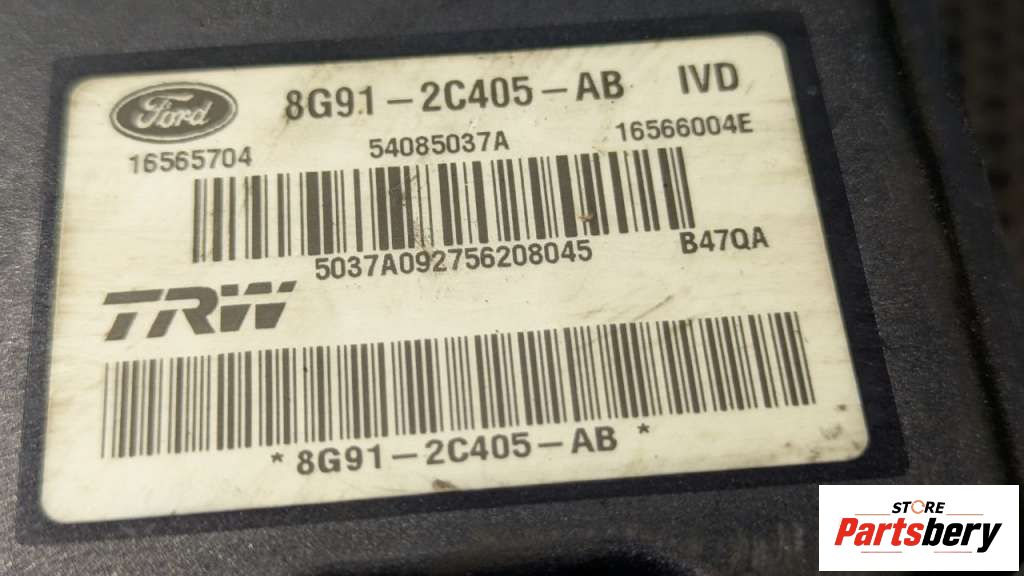 Ford 8G91-2C405-AB IVD
16565704 54085037A 16566004E
5037A092756208045 B47QA
TRW
*8G91-2C405-AB*
STORE
Partsbery